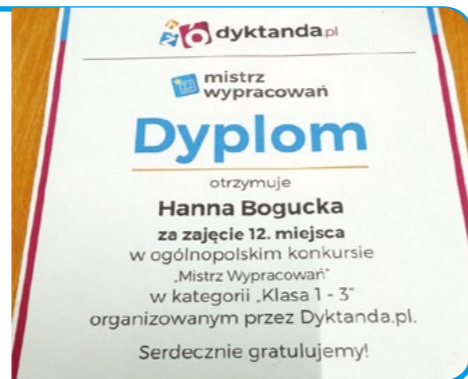 dyktanda.pl
mistrz
wypracowań
Dyplom
otrzymuje
Hanna Bogucka
za zajęcie 12. miejsca
w ogólnopolskim konkursie
„Mistrz Wypracowań”
w kategorii „Klasa 1 - 3”
organizowanym przez Dyktanda.pl.
Serdecznie gratulujemy!